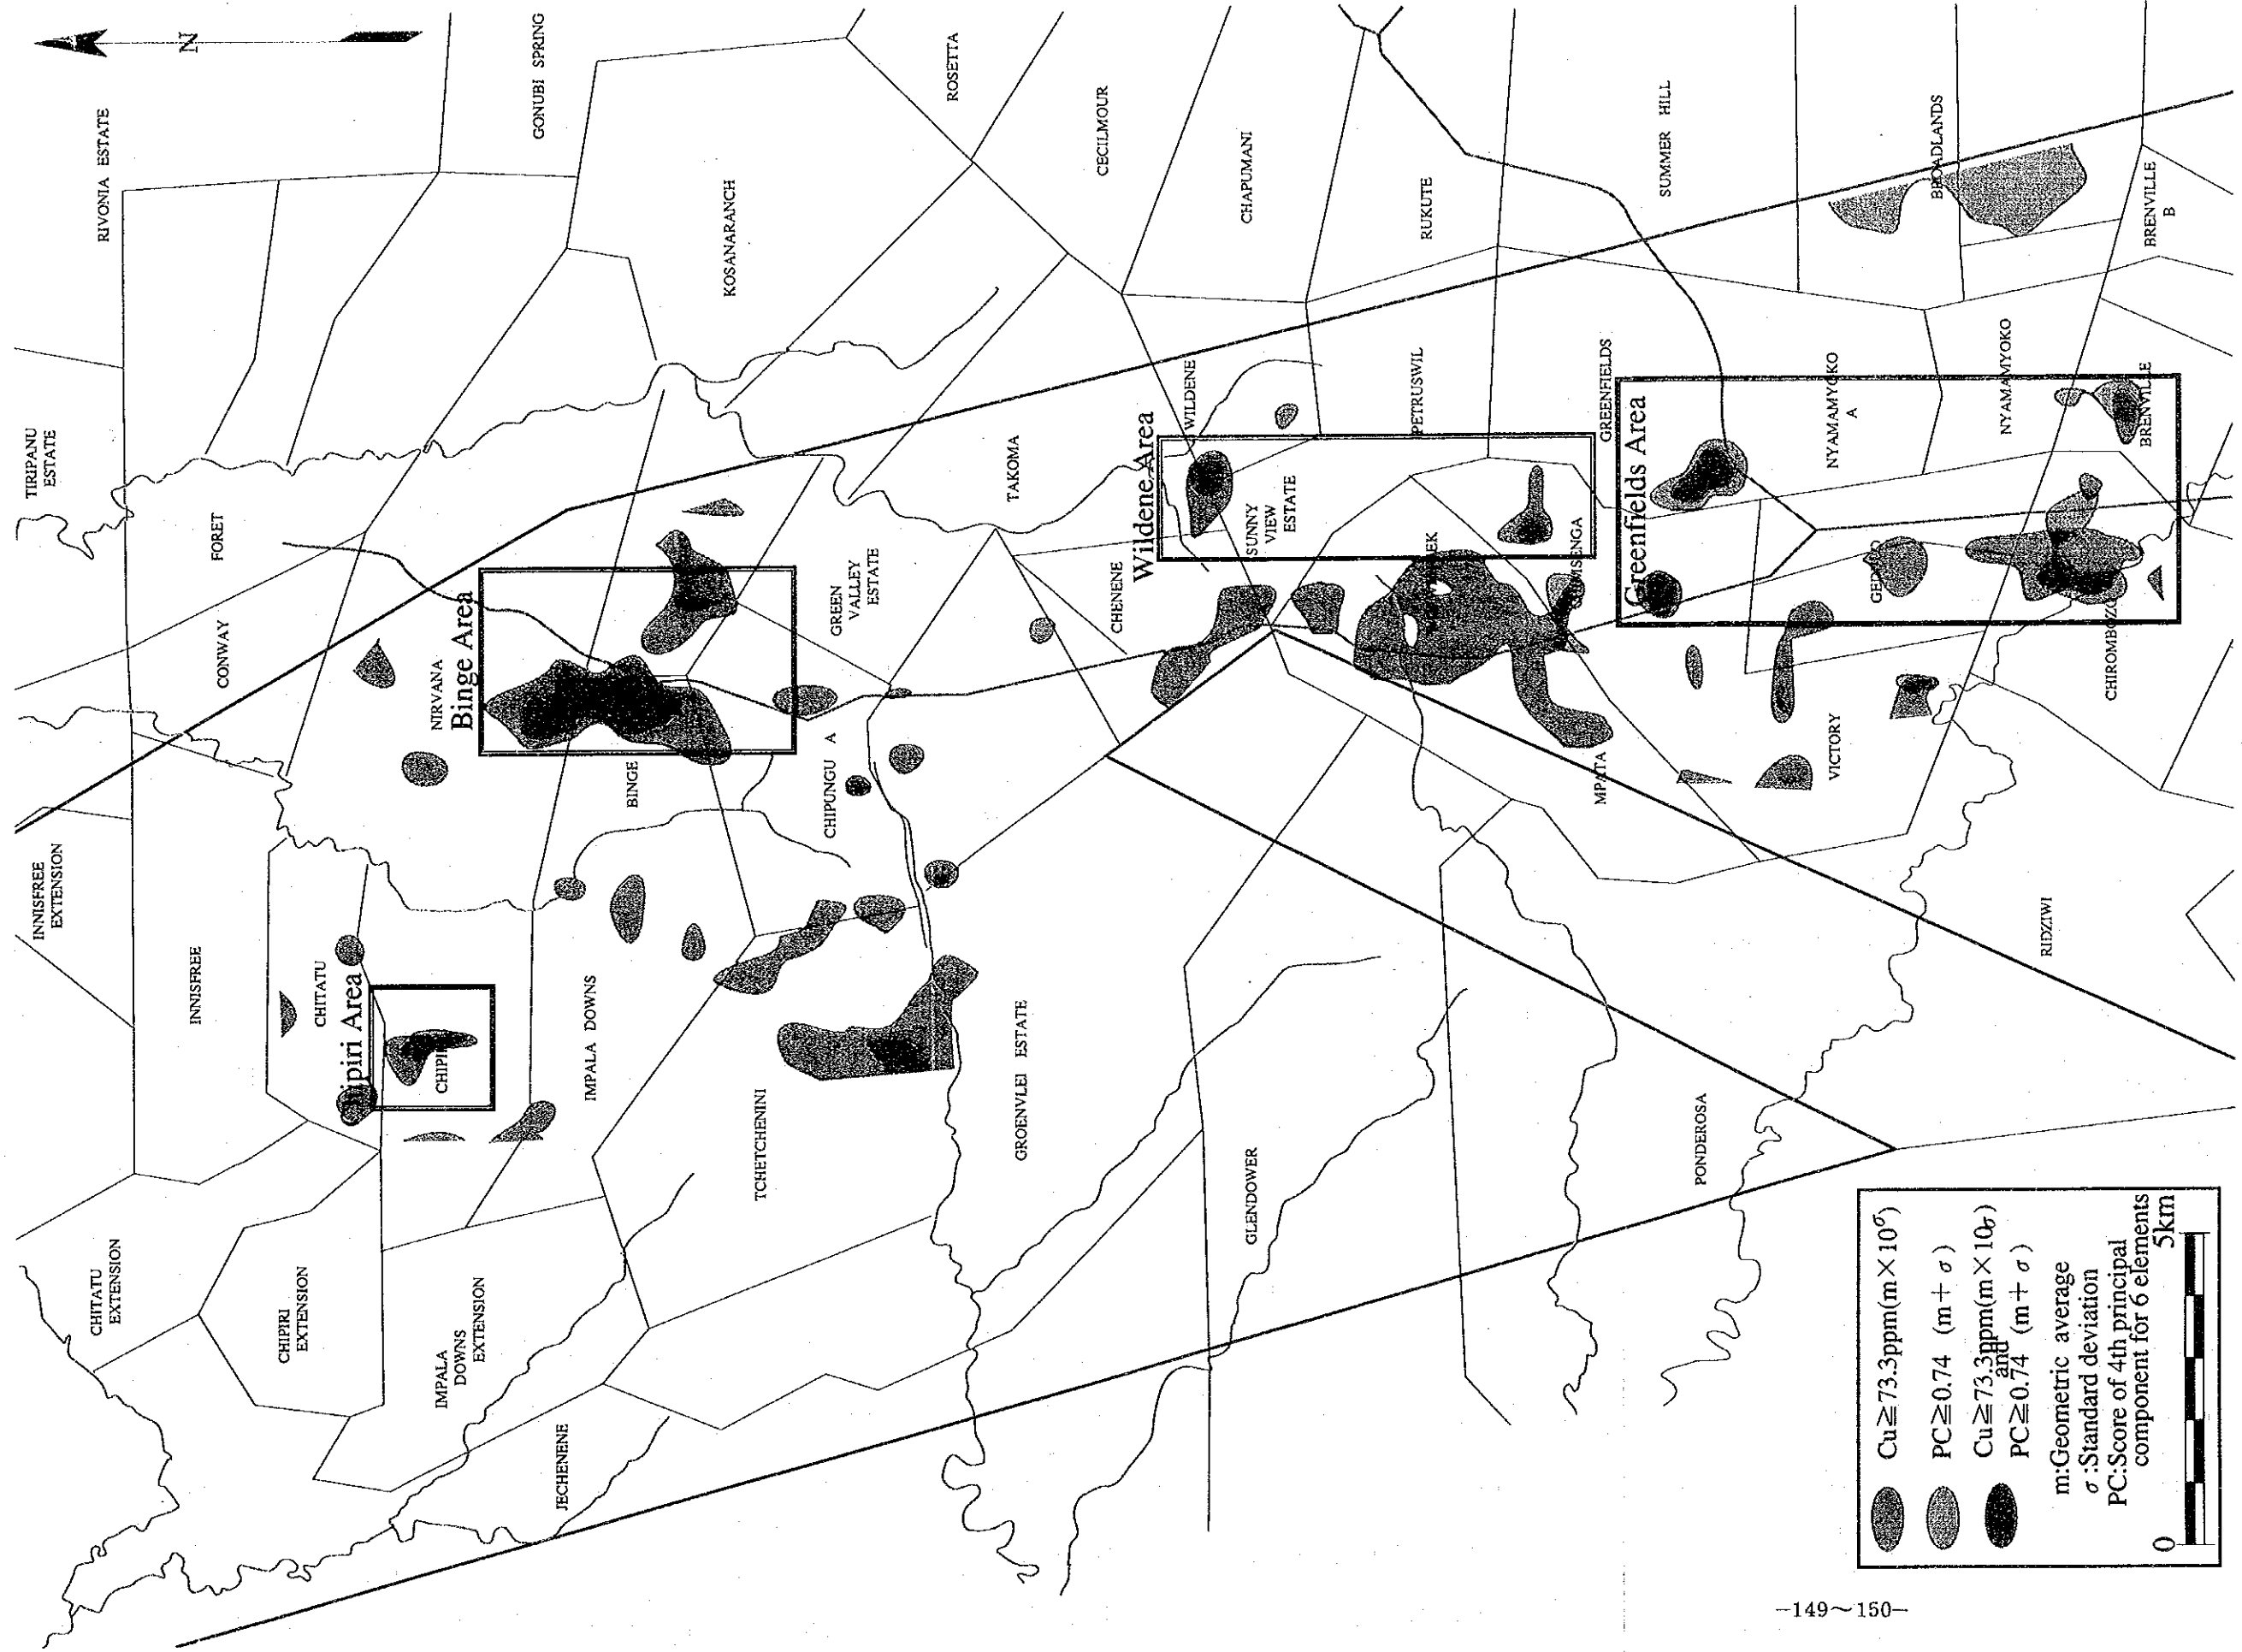 N
RIVONIA ESTATE
GONUBI SPRING
ROSETTA
CECILMOUR
CHAPUMANI
KOSANARANCH
RUKUTE
SUMMER HILL
BROADLANDS
BRENVILLE
B
TIRIPANU
ESTATE
FORET
CONWAY
NIRVANA
Binge Area
BINGE
GREEN
VALLEY
ESTATE
TAKOMA
CHENENE
CHIPUNGU A
Wildene Area
WILDENE
SUNNY
VIEW
ESTATE
PETRUSWIL
GREENFIELDS
Greenfields Area
NYAMAMYOKO
A
NYAMAMYOKO
BRENVILLE
CHIROMBOZO
VICTORY
MPATA
RIDZIWI
INNISFREE
EXTENSION
INNISFREE
CHITATU
hipiri Area
CHIPI
IMPALA DOWNS
TCHETCHENINI
GROENVLEI ESTATE
GLENDOWER
PONDEROSA
CHITATU
EXTENSION
CHIPIRI
EXTENSION
IMPALA
DOWNS
EXTENSION
JECHENENE
Cu≧73.3ppm(m×10σ)
PC≧0.74 (m+σ)
Cu≧73.3ppm(m×10σ)
and
PC≧0.74 (m+σ)
m:Geometric average
σ:Standard deviation
PC:Score of 4th principal
component for 6 elements
0 5km
−149～150−